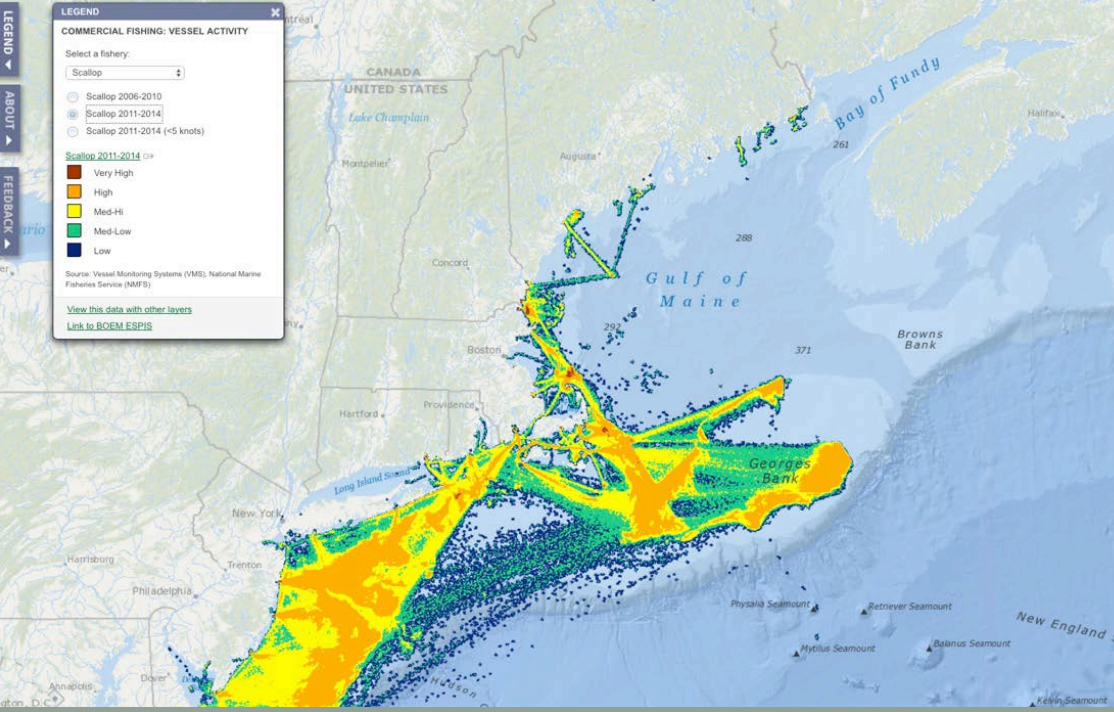 LEGEND
ABOUT
FEEDBACK
LEGEND
COMMERCIAL FISHING: VESSEL ACTIVITY
Select a fishery:
Scallop
Scallop 2006-2010
Scallop 2011-2014
Scallop 2011-2014 (<5 knots)
Scallop 2011-2014
Very High
High
Med-Hi
Med-Low
Low
Source: Vessel Monitoring Systems (VMS), National Marine
Fisheries Service (NMFS)
View this data with other layers
Link to BOEM ESPIS
CANADA
UNITED STATES
Lake Champlain
Montpelier
Augusta
Bay of Fundy
Halifax
261
288
Gulf of
Maine
Concord
292
371
Browns
Bank
Boston
Providence
Hartford
Georges
Bank
Long Island Sound
New York
Harrisburg
Trenton
Philadelphia
Physalia Seamount
Retriever Seamount
New England
Mytilus Seamount
Balanus Seamount
Annapolis
Dover
Hudson
Kelvin Seamount